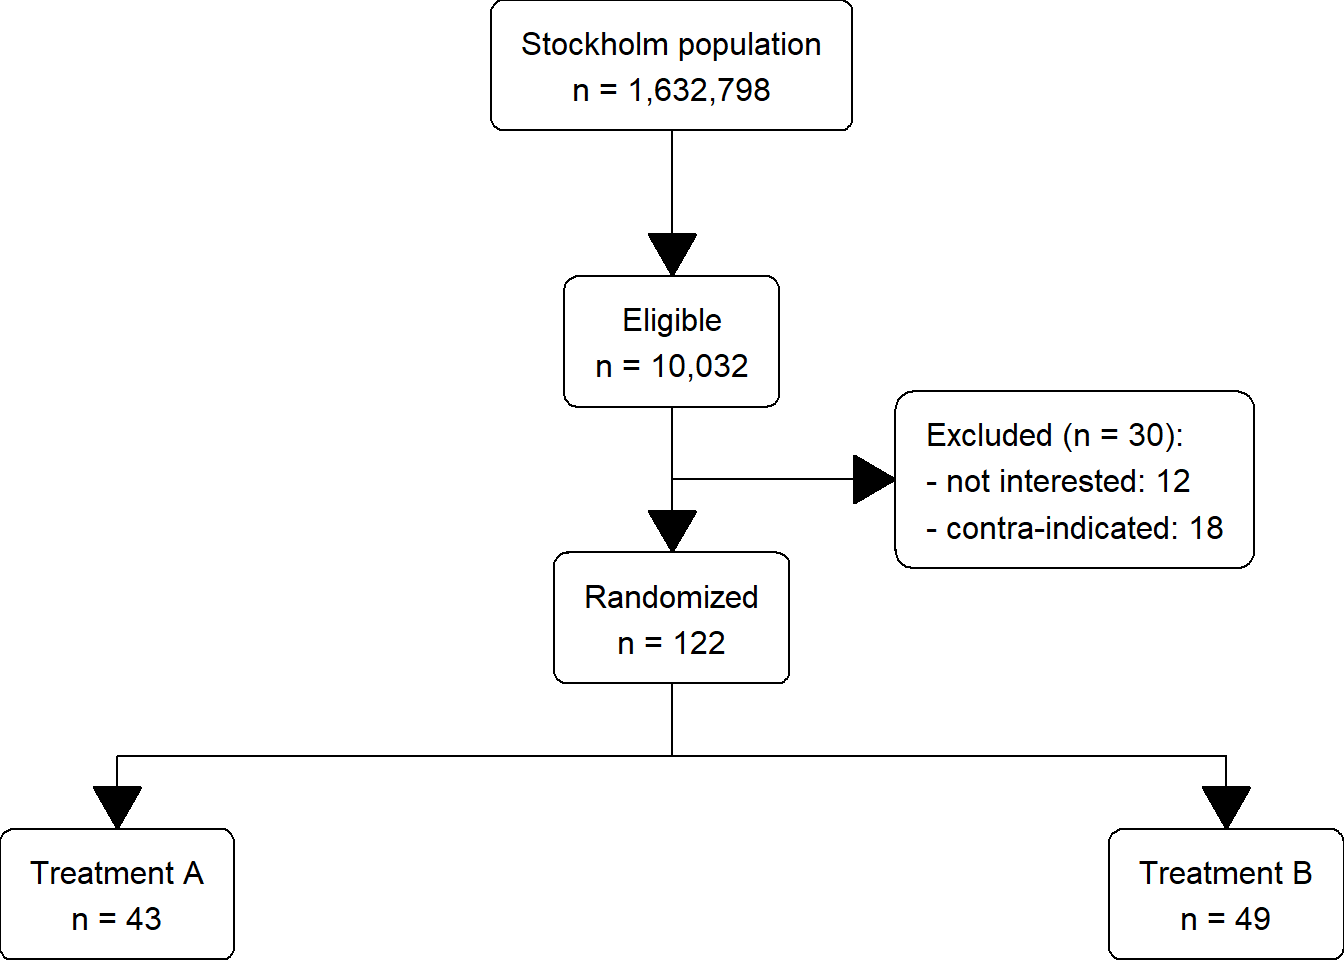 Stockholm population
n = 1,632,798
Eligible
n = 10,032
Excluded (n = 30):
- not interested: 12
- contra-indicated: 18
Randomized
n = 122
Treatment A
n = 43
Treatment B
n = 49